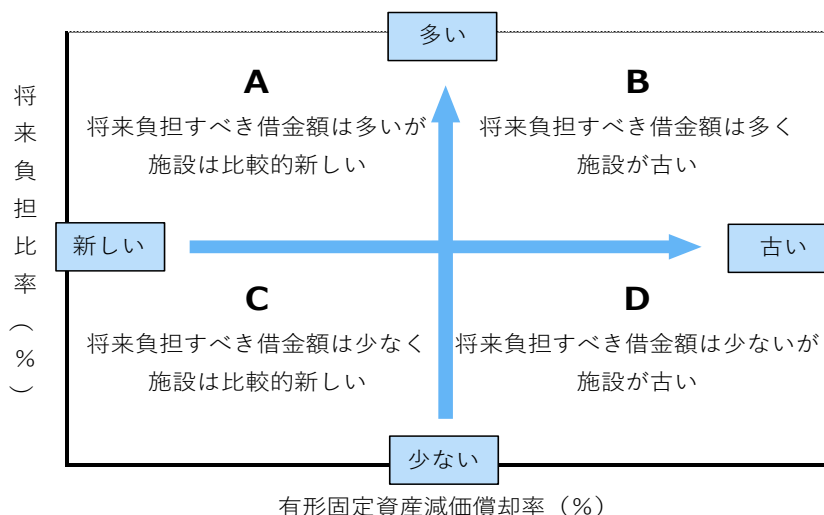 多い
A
将来負担すべき借金額は多いが
施設は比較的新しい
B
将来負担すべき借金額は多く
施設が古い
将来負担比率（%）
新しい
古い
C
将来負担すべき借金額は少なく
施設は比較的新しい
D
将来負担すべき借金額は少ないが
施設が古い
少ない
有形固定資産減価償却率（%）